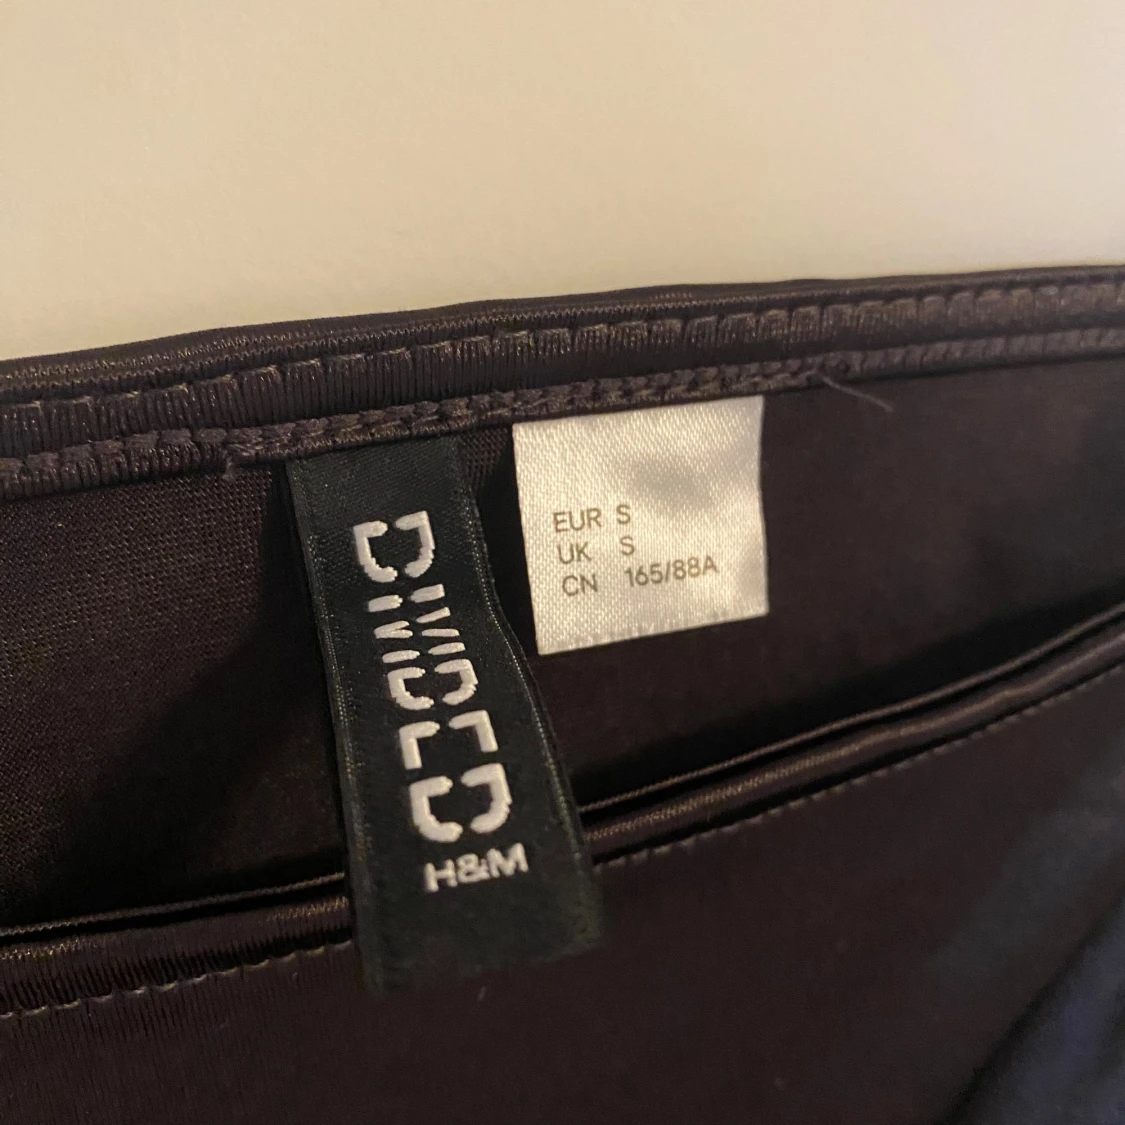 DIVIDED
H&M
EUR S
UK S
CN 165/88A